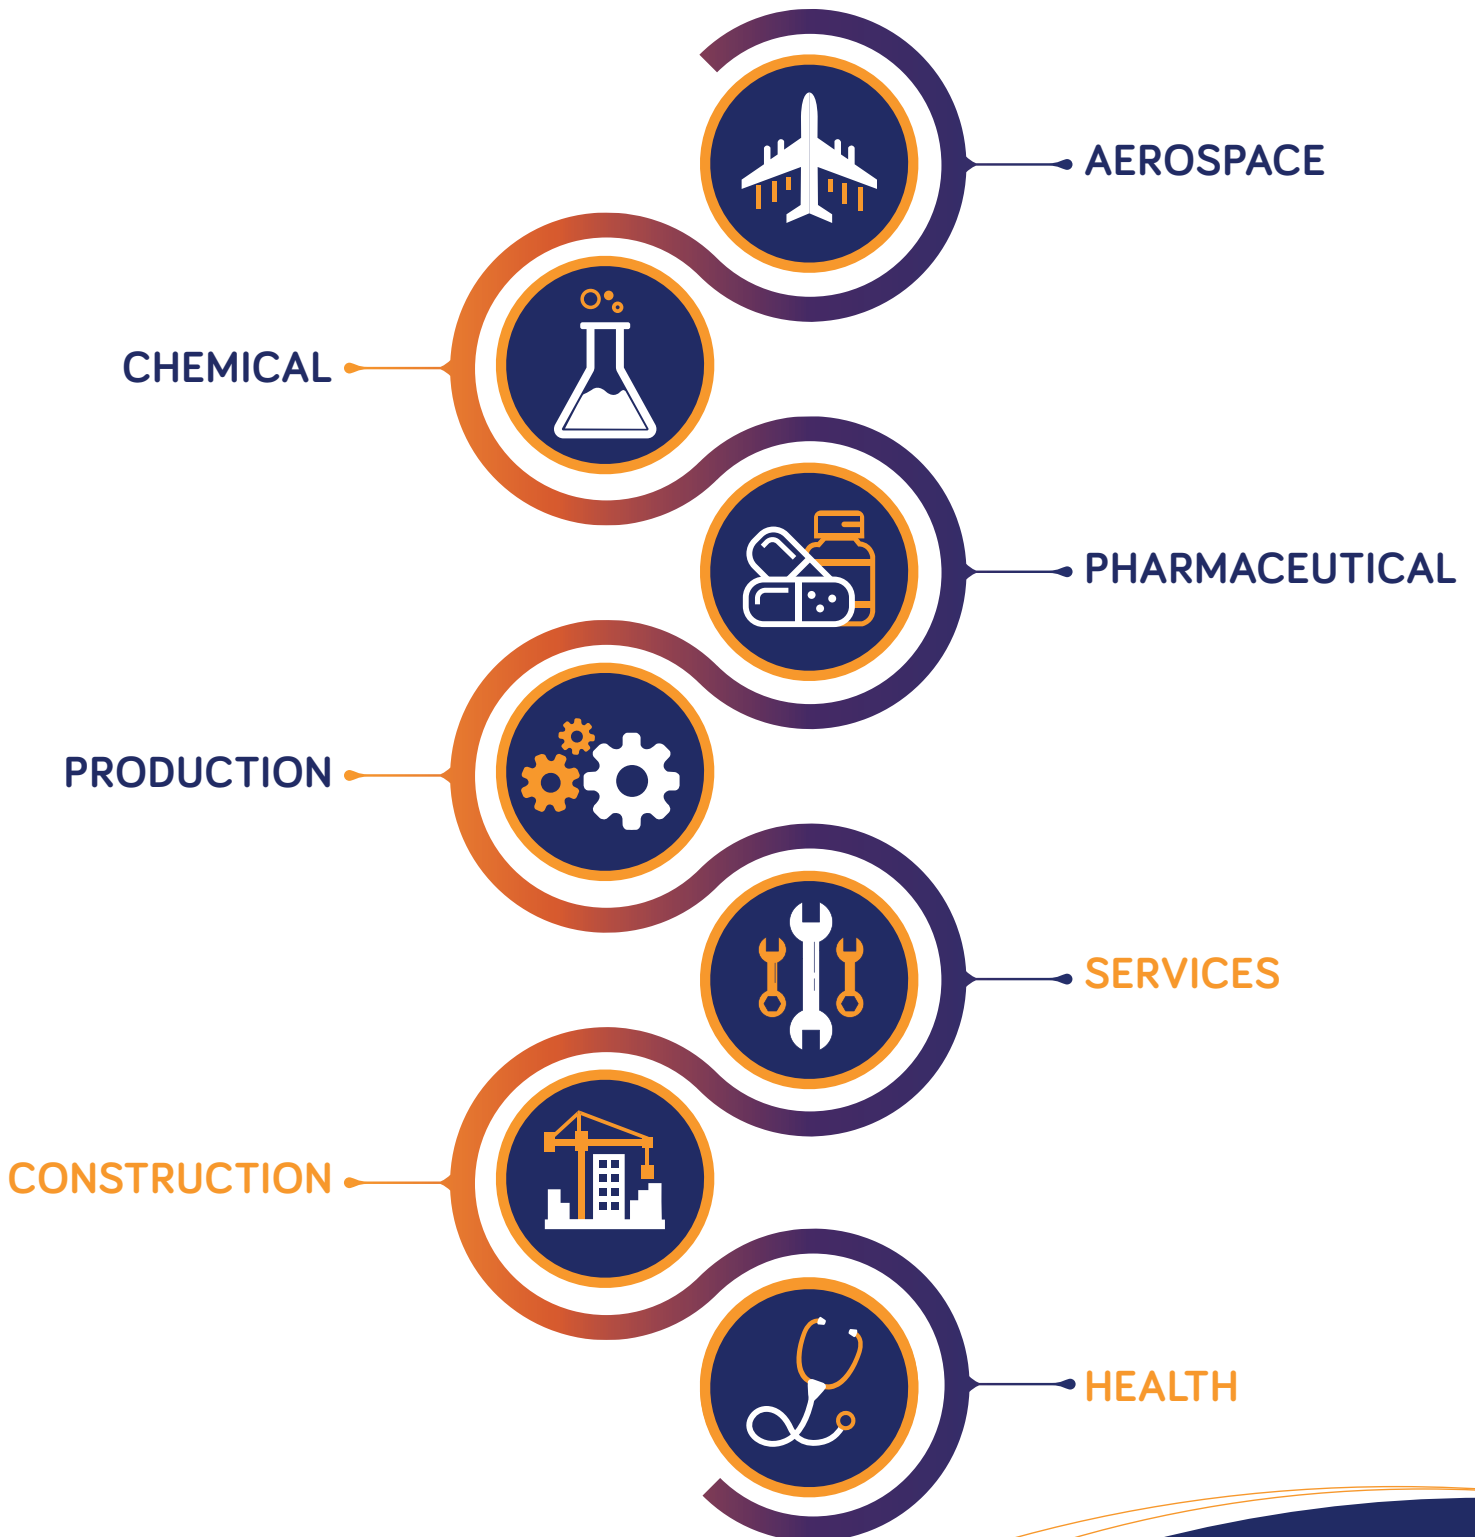 AEROSPACE
CHEMICAL
PHARMACEUTICAL
PRODUCTION
SERVICES
CONSTRUCTION
HEALTH